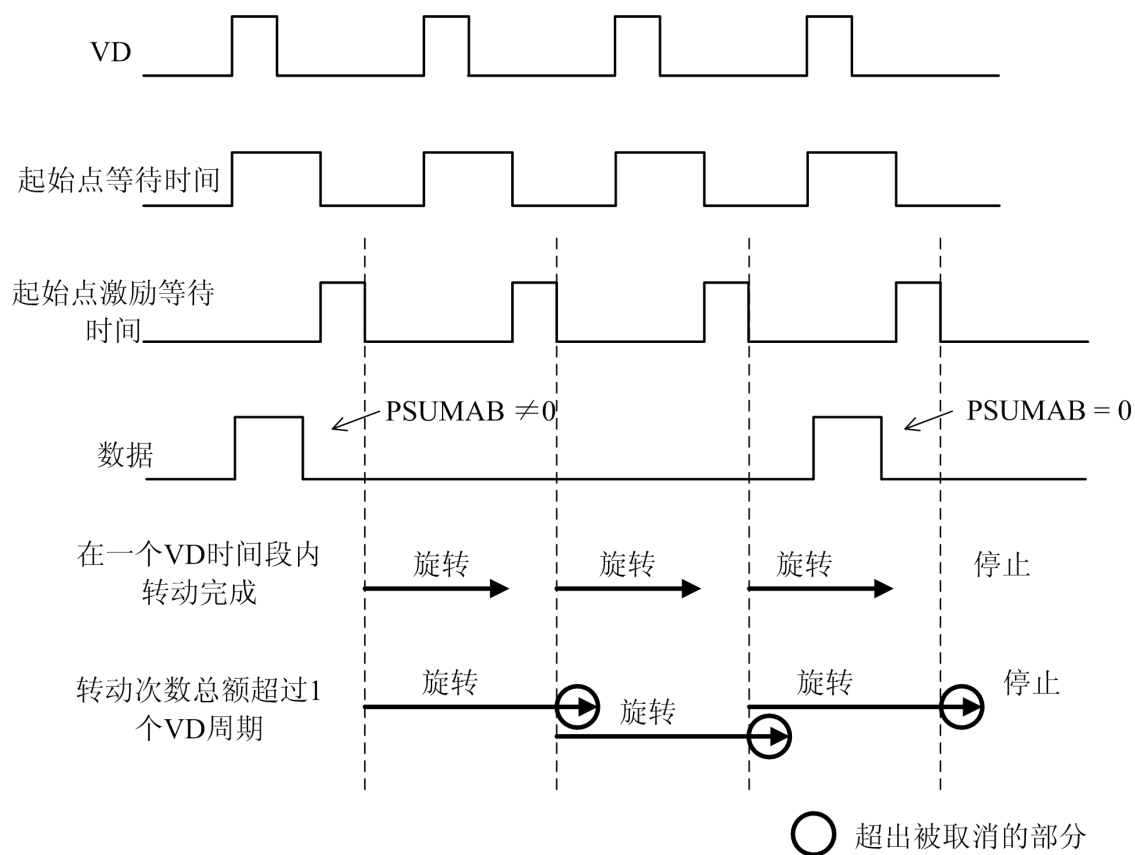 VD
起始点等待时间
起始点激励等待
时间
PSUMAB ≠0
PSUMAB = 0
数据
在一个VD时间段内
转动完成
旋转
旋转
旋转
停止
转动次数总额超过1
个VD周期
旋转
旋转
旋转
停止
超出被取消的部分